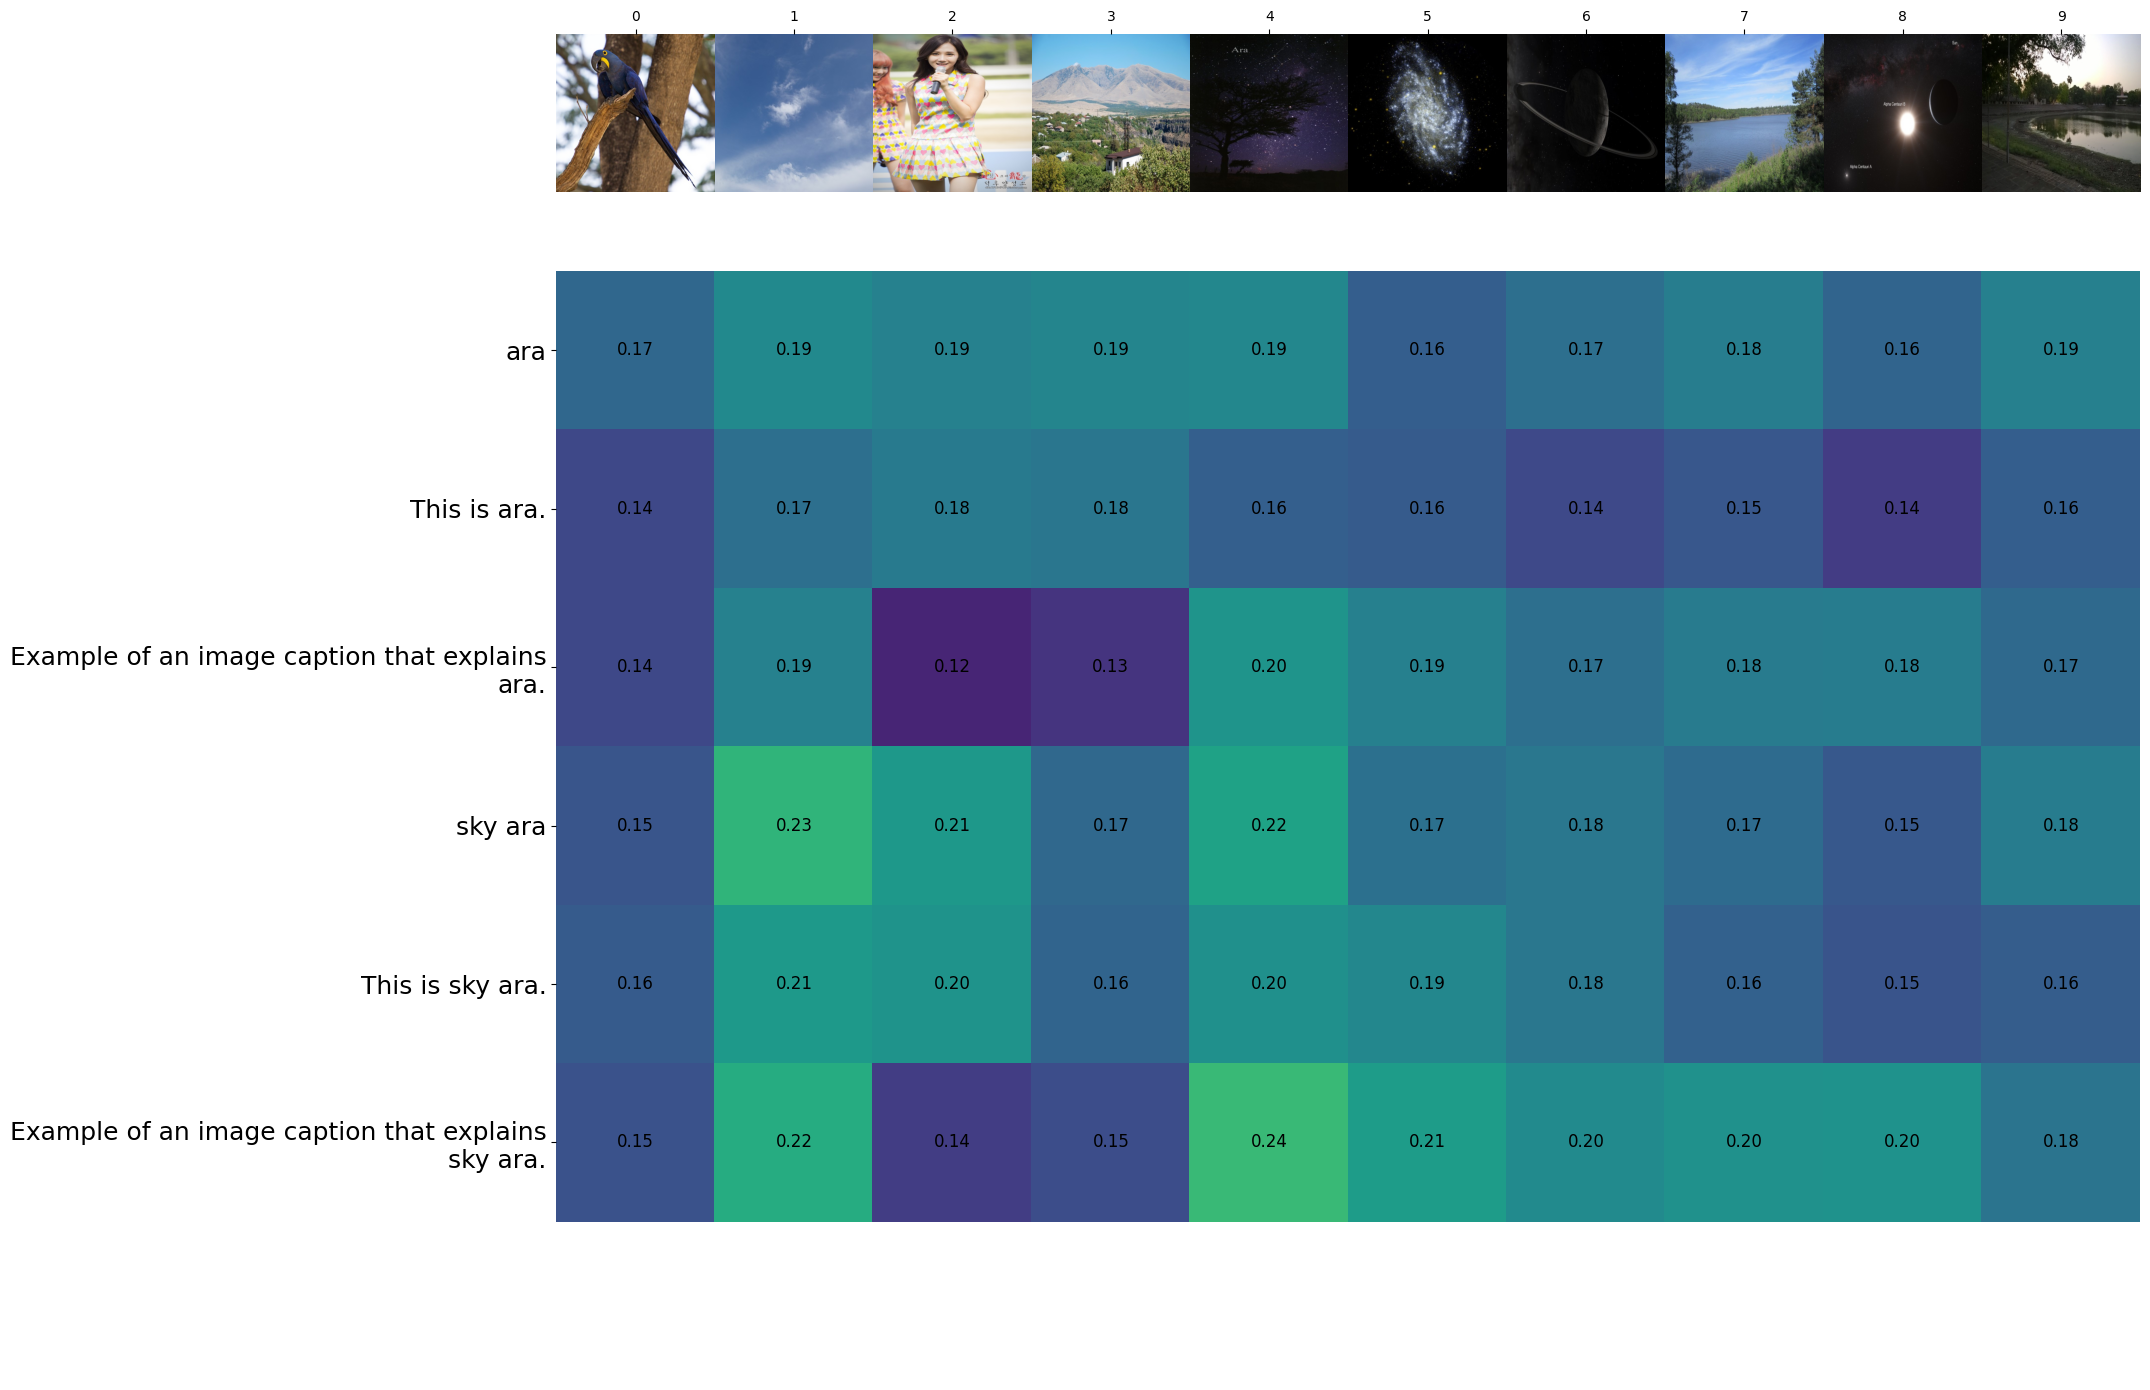 0 1 2 3 4 5 6 7 8 9
Ara
Alpha Centauri B
Alpha Centauri A
ara 0.17 0.19 0.19 0.19 0.19 0.16 0.17 0.18 0.16 0.19
This is ara. 0.14 0.17 0.18 0.18 0.16 0.16 0.14 0.15 0.14 0.16
Example of an image caption that explains
ara. 0.14 0.19 0.12 0.13 0.20 0.19 0.17 0.18 0.18 0.17
sky ara 0.15 0.23 0.21 0.17 0.22 0.17 0.18 0.17 0.15 0.18
This is sky ara. 0.16 0.21 0.20 0.16 0.20 0.19 0.18 0.16 0.15 0.16
Example of an image caption that explains
sky ara. 0.15 0.22 0.14 0.15 0.24 0.21 0.20 0.20 0.20 0.18